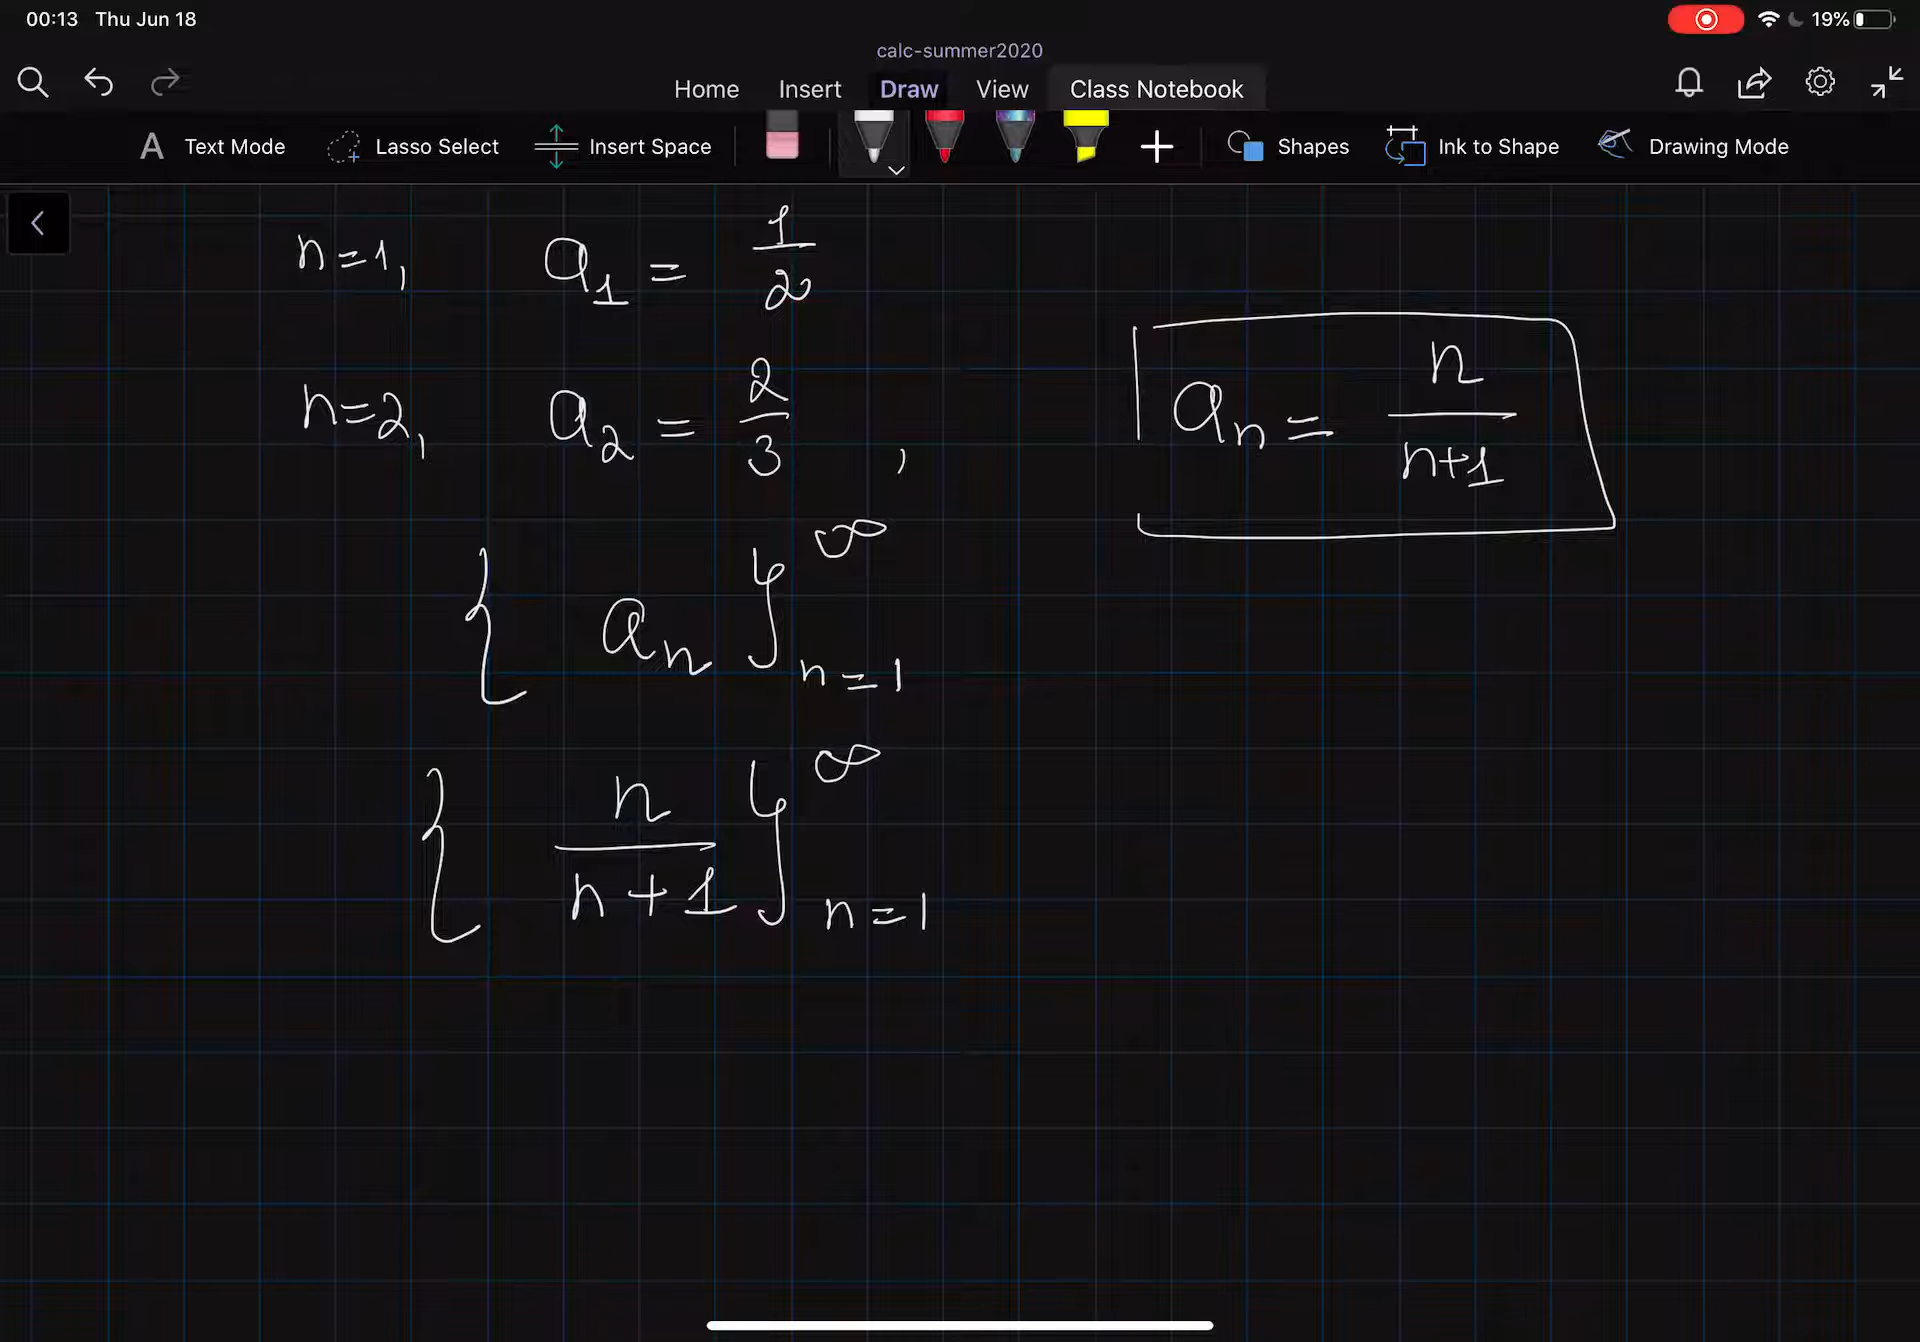 00:13 Thu Jun 18
19%
calc-summer2020
Home Insert Draw View Class Notebook
A Text Mode Lasso Select Insert Space Shapes Ink to Shape Drawing Mode
n=1, a₁ = 1/2
n=2, a₂ = 2/3 ,
aₙ = n/(n+1)
{ aₙ }^∞_{n=1}
{ n/(n+1) }^∞_{n=1}